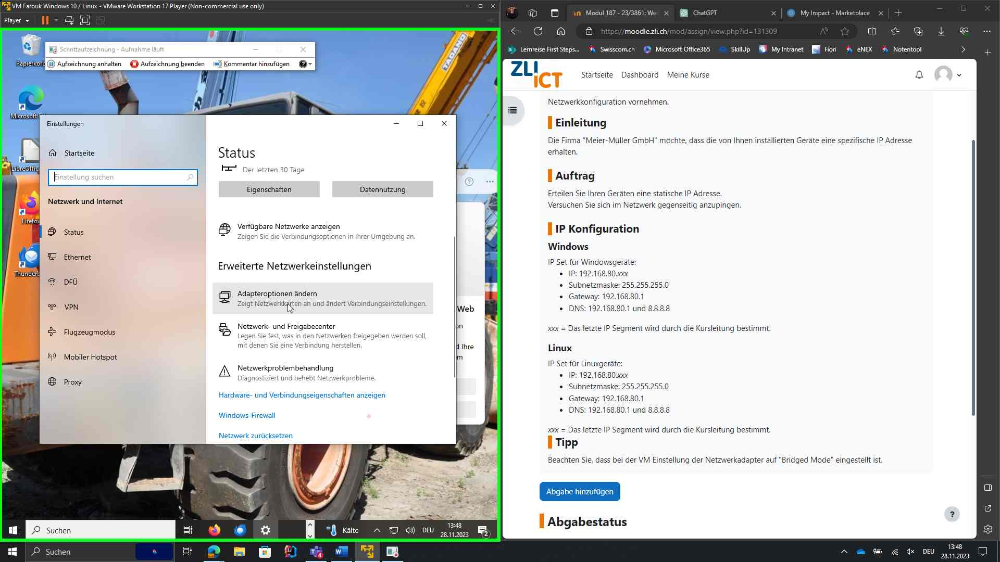 VM Farouk Windows 10 / Linux - VMware Workstation 17 Player (Non-commercial use only)
Player
Papierkorb
Schrittaufzeichnung - Aufnahme läuft
Aufzeichnung anhalten
Aufzeichnung beenden
Kommentar hinzufügen
TADANO
Microsoft
LibreOffic
Firefox
Thunderb
Einstellungen
Startseite
Einstellung suchen
Netzwerk und Internet
Status
Ethernet
DFÜ
VPN
Flugzeugmodus
Mobiler Hotspot
Proxy
Status
Der letzten 30 Tage
Eigenschaften
Datennutzung
Verfügbare Netzwerke anzeigen
Zeigen Sie die Verbindungsoptionen in Ihrer Umgebung an.
Erweiterte Netzwerkeinstellungen
Adapteroptionen ändern
Zeigt Netzwerkkarten an und ändert Verbindungseinstellungen.
Netzwerk- und Freigabecenter
Legen Sie fest, was in den Netzwerken freigegeben werden soll,
mit denen Sie eine Verbindung herstellen.
Netzwerkproblembehandlung
Diagnostiziert und behebt Netzwerkprobleme.
Hardware- und Verbindungseigenschaften anzeigen
Windows-Firewall
Netzwerk zurücksetzen
Web
on
d Ihre
m
Suchen
Kälte
DEU
13:48
28.11.2023
2
Modul 187 - 23/3861: Wer
ChatGPT
My Impact - Marketplace
https://moodle.zli.ch/mod/assign/view.php?id=131309
Lernreise First Steps...
Swisscom.ch
Microsoft Office365
SkillUp
My Intranet
Fiori
eNEX
Notentool
ZLI ICT
Startseite
Dashboard
Meine Kurse
Netzwerkkonfiguration vornehmen.
Einleitung
Die Firma "Meier-Müller GmbH" möchte, dass die von Ihnen installierten Geräte eine spezifische IP Adresse
erhalten.
Auftrag
Erteilen Sie Ihren Geräten eine statische IP Adresse.
Versuchen Sie sich im Netzwerk gegenseitig anzupingen.
IP Konfiguration
Windows
IP Set für Windowsgeräte:
• IP: 192.168.80.xxx
• Subnetzmaske: 255.255.255.0
• Gateway: 192.168.80.1
• DNS: 192.168.80.1 und 8.8.8.8
xxx = Das letzte IP Segment wird durch die Kursleitung bestimmt.
Linux
IP Set für Linuxgeräte:
• IP: 192.168.80.xxx
• Subnetzmaske: 255.255.255.0
• Gateway: 192.168.80.1
• DNS: 192.168.80.1 und 8.8.8.8
xxx = Das letzte IP Segment wird durch die Kursleitung bestimmt.
Tipp
Beachten Sie, dass bei der VM Einstellung der Netzwerkadapter auf "Bridged Mode" eingestellt ist.
Abgabe hinzufügen
?
Abgabestatus
Suchen
4
DEU
13:48
28.11.2023